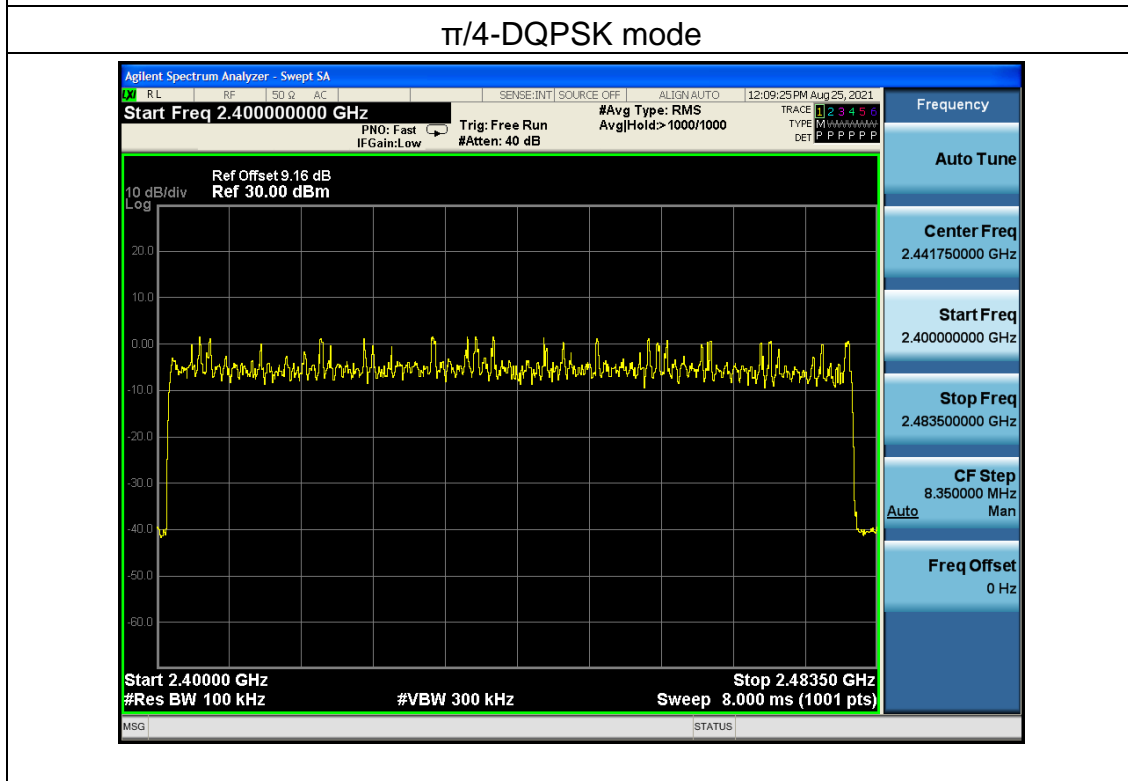 π/4-DQPSK mode
Agilent Spectrum Analyzer - Swept SA
LXI RL RF 50 Ω AC SENSE:INT SOURCE OFF ALIGN AUTO 12:09:25 PM Aug 25, 2021
Start Freq 2.400000000 GHz #Avg Type: RMS TRACE 1 2 3 4 5 6
PNO: Fast Trig: Free Run Avg|Hold:>1000/1000 TYPE MWWWWW
IFGain:Low #Atten: 40 dB DET P P P P P P
Ref Offset 9.16 dB
10 dB/div Ref 30.00 dBm
Log
20.0
10.0
0.00
-10.0
-20.0
-30.0
-40.0
-50.0
-60.0
Start 2.40000 GHz Stop 2.48350 GHz
#Res BW 100 kHz #VBW 300 kHz Sweep 8.000 ms (1001 pts)
MSG STATUS
Frequency
Auto Tune
Center Freq
2.441750000 GHz
Start Freq
2.400000000 GHz
Stop Freq
2.483500000 GHz
CF Step
8.350000 MHz
Auto Man
Freq Offset
0 Hz